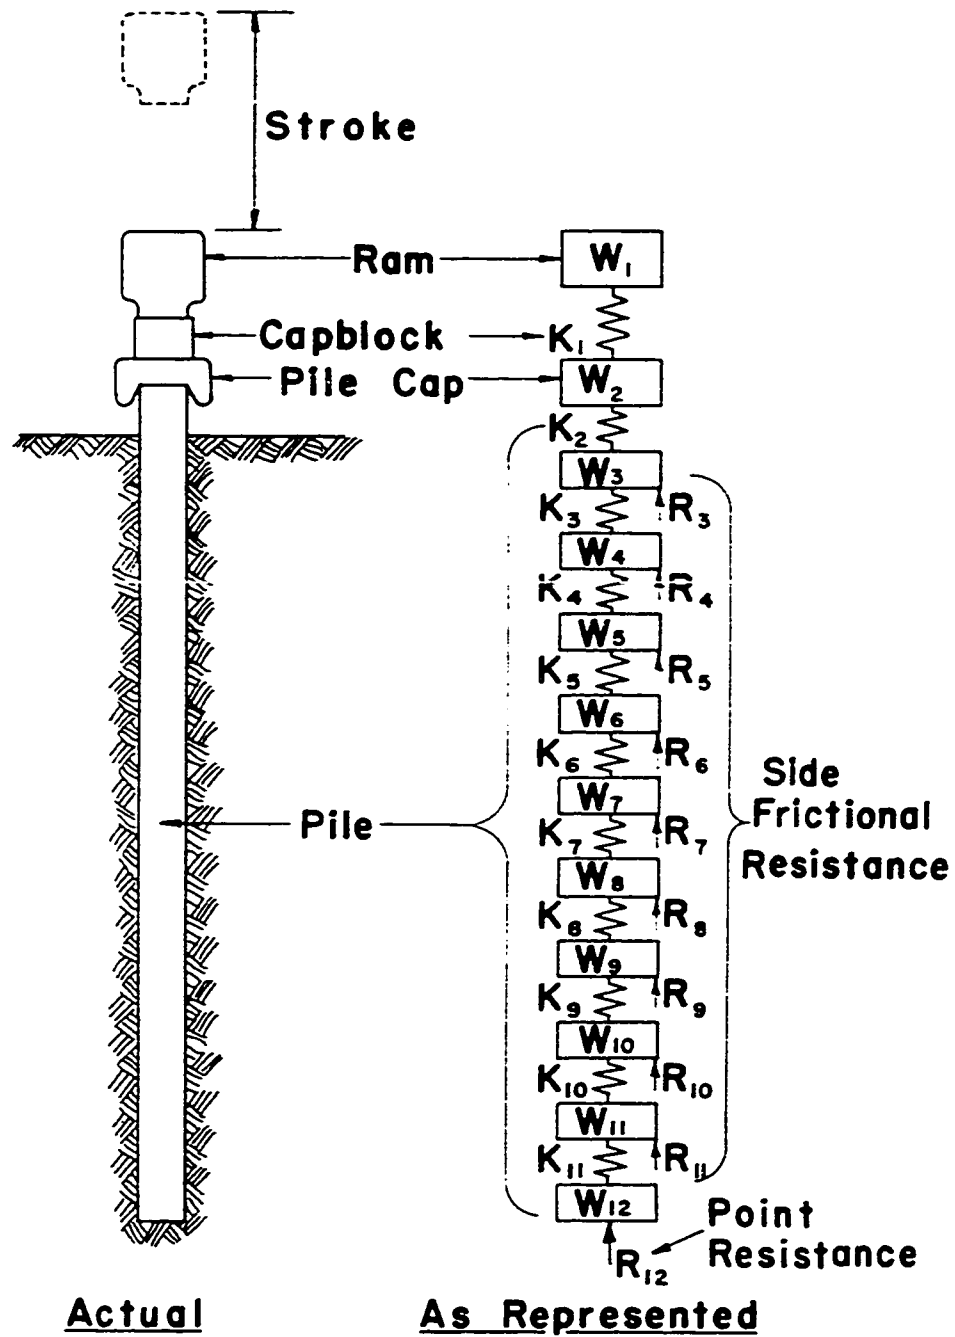 Stroke
Ram
W₁
Capblock
K₁
Pile Cap
W₂
K₂
W₃
K₃
R₃
W₄
K₄
R₄
W₅
K₅
R₅
W₆
K₆
R₆
W₇
Pile
K₇
R₇
Side
Frictional
Resistance
W₈
K₈
R₈
W₉
K₉
R₉
W₁₀
K₁₀
R₁₀
W₁₁
K₁₁
R₁₁
W₁₂
R₁₂
Point
Resistance
Actual
As Represented